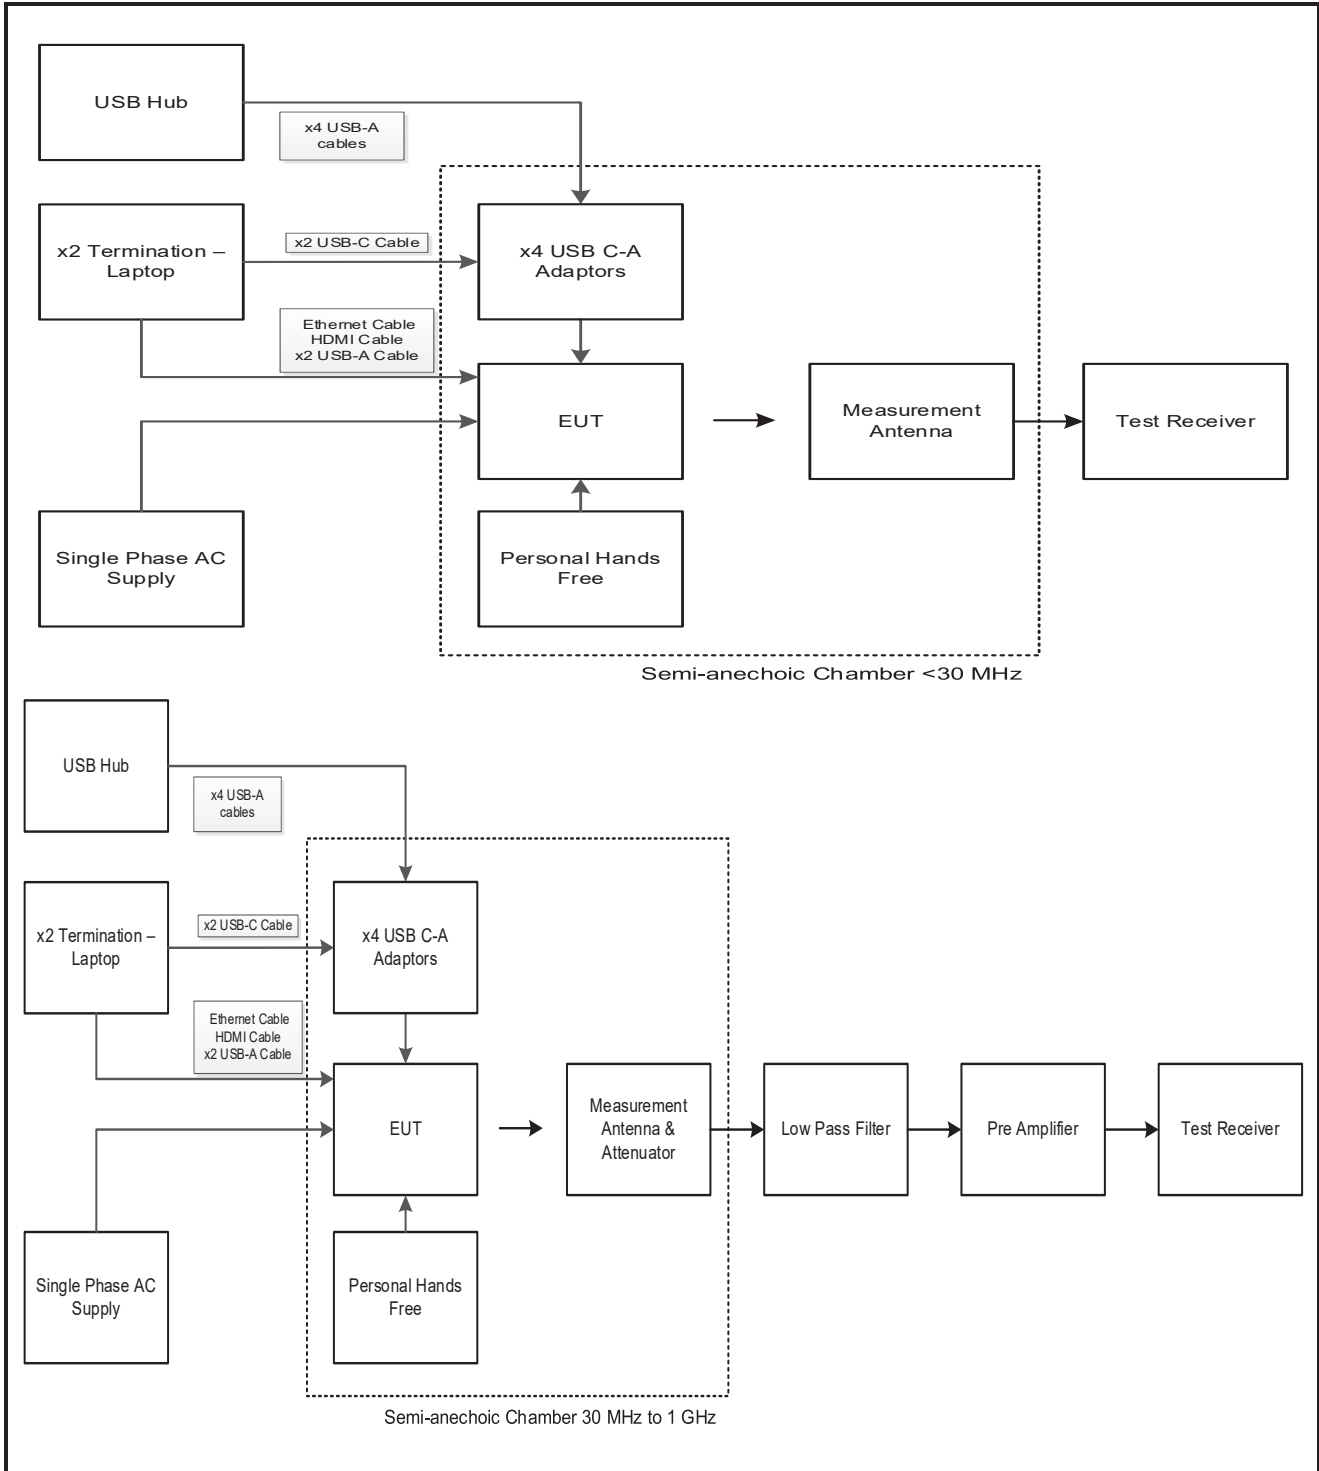 USB Hub
x4 USB-A
cables
x2 Termination –
Laptop
x2 USB-C Cable
x4 USB C-A
Adaptors
Ethernet Cable
HDMI Cable
x2 USB-A Cable
EUT
Measurement
Antenna
Test Receiver
Single Phase AC
Supply
Personal Hands
Free
Semi-anechoic Chamber <30 MHz
USB Hub
x4 USB-A
cables
x2 Termination –
Laptop
x2 USB-C Cable
x4 USB C-A
Adaptors
Ethernet Cable
HDMI Cable
x2 USB-A Cable
EUT
Measurement
Antenna &
Attenuator
Low Pass Filter
Pre Amplifier
Test Receiver
Single Phase AC
Supply
Personal Hands
Free
Semi-anechoic Chamber 30 MHz to 1 GHz